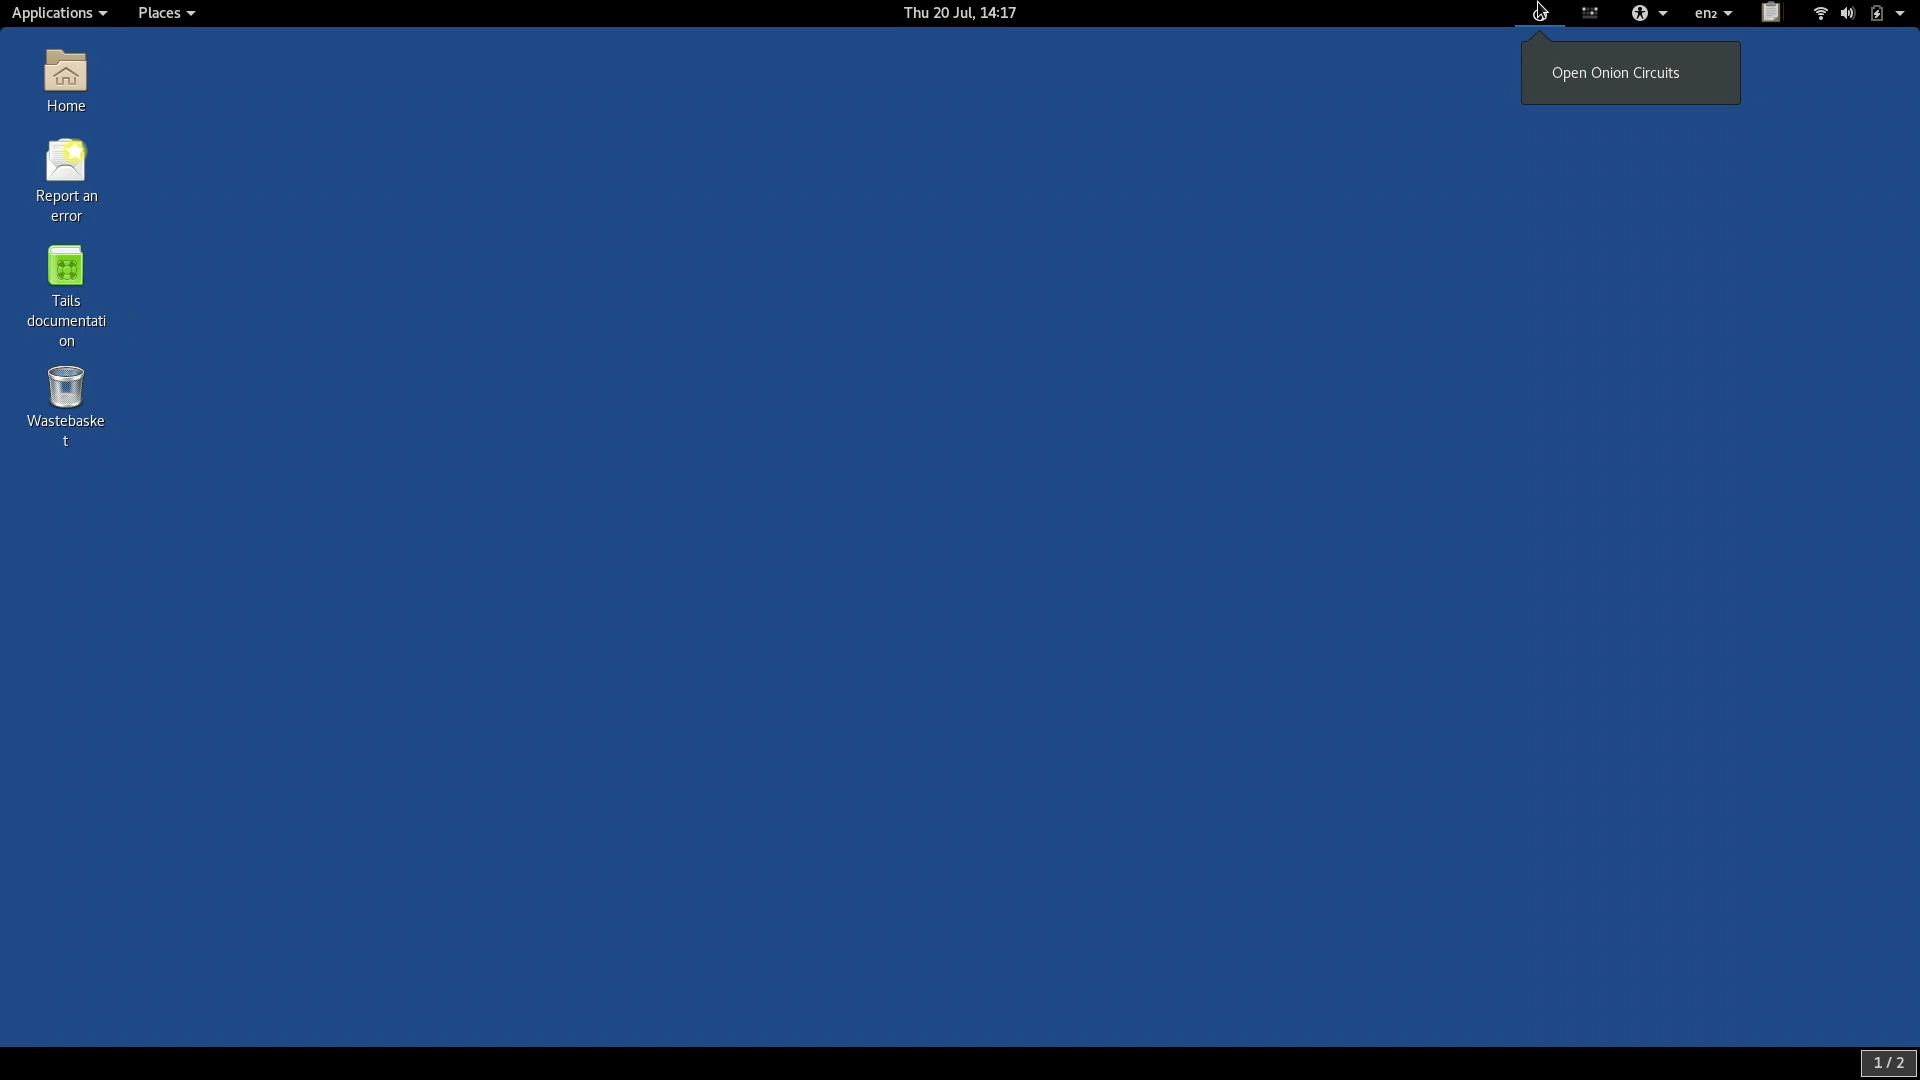 Applications
Places
Thu 20 Jul, 14:17
en₂
Open Onion Circuits
Home
Report an
error
Tails
documentati
on
Wastebaske
t
1 / 2